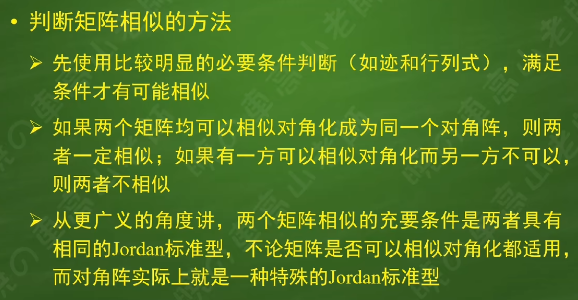 • 判断矩阵相似的方法
➢ 先使用比较明显的必要条件判断（如迹和行列式），满足
条件才有可能相似
➢ 如果两个矩阵均可以相似对角化成为同一个对角阵，则两
者一定相似；如果有一方可以相似对角化而另一方不可以，
则两者不相似
➢ 从更广义的角度讲，两个矩阵相似的充要条件是两者具有
相同的Jordan标准型，不论矩阵是否可以相似对角化都适用，
而对角阵实际上就是一种特殊的Jordan标准型